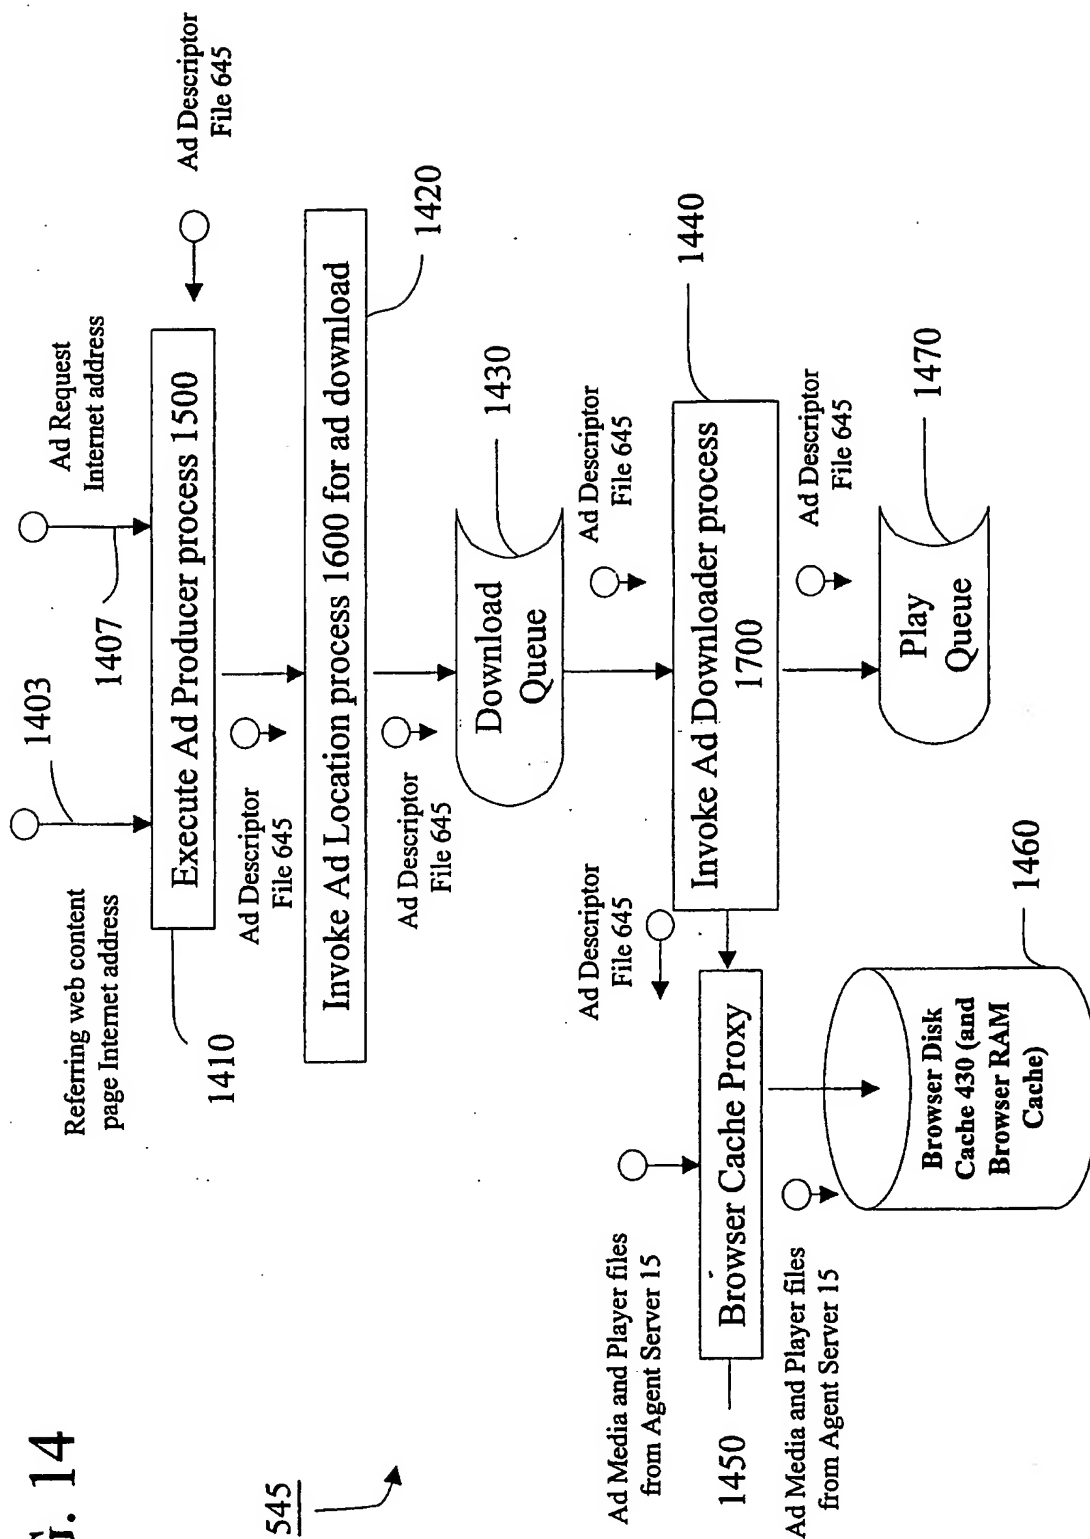 FIG. 14
545
1403
1407
Ad Request
Internet address
Ad Descriptor
File 645
Referring web content
page Internet address
Execute Ad Producer process 1500
1410
Ad Descriptor
File 645
Invoke Ad Location process 1600 for ad download
1420
Ad Descriptor
File 645
Download
Queue
1430
Ad Descriptor
File 645
Ad Descriptor
File 645
Invoke Ad Downloader process
1700
1440
Ad Media and Player files
from Agent Server 15
Browser Cache Proxy
1450
Ad Descriptor
File 645
Play
Queue
1470
Ad Media and Player files
from Agent Server 15
Browser Disk
Cache 430 (and
Browser RAM
Cache)
1460